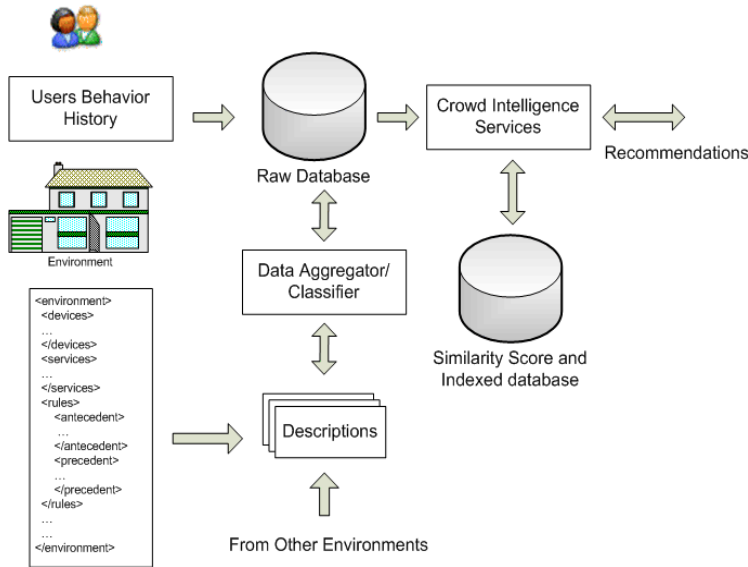 Users Behavior
History
Raw Database
Crowd Intelligence
Services
Recommendations
Environment
Data Aggregator/
Classifier
Similarity Score and
Indexed database
<environment>
<devices>
...
</devices>
<services>
...
</services>
<rules>
<antecedent>
...
</antecedent>
<precedent>
...
</precedent>
</rules>
...
...
</environment>
Descriptions
From Other Environments